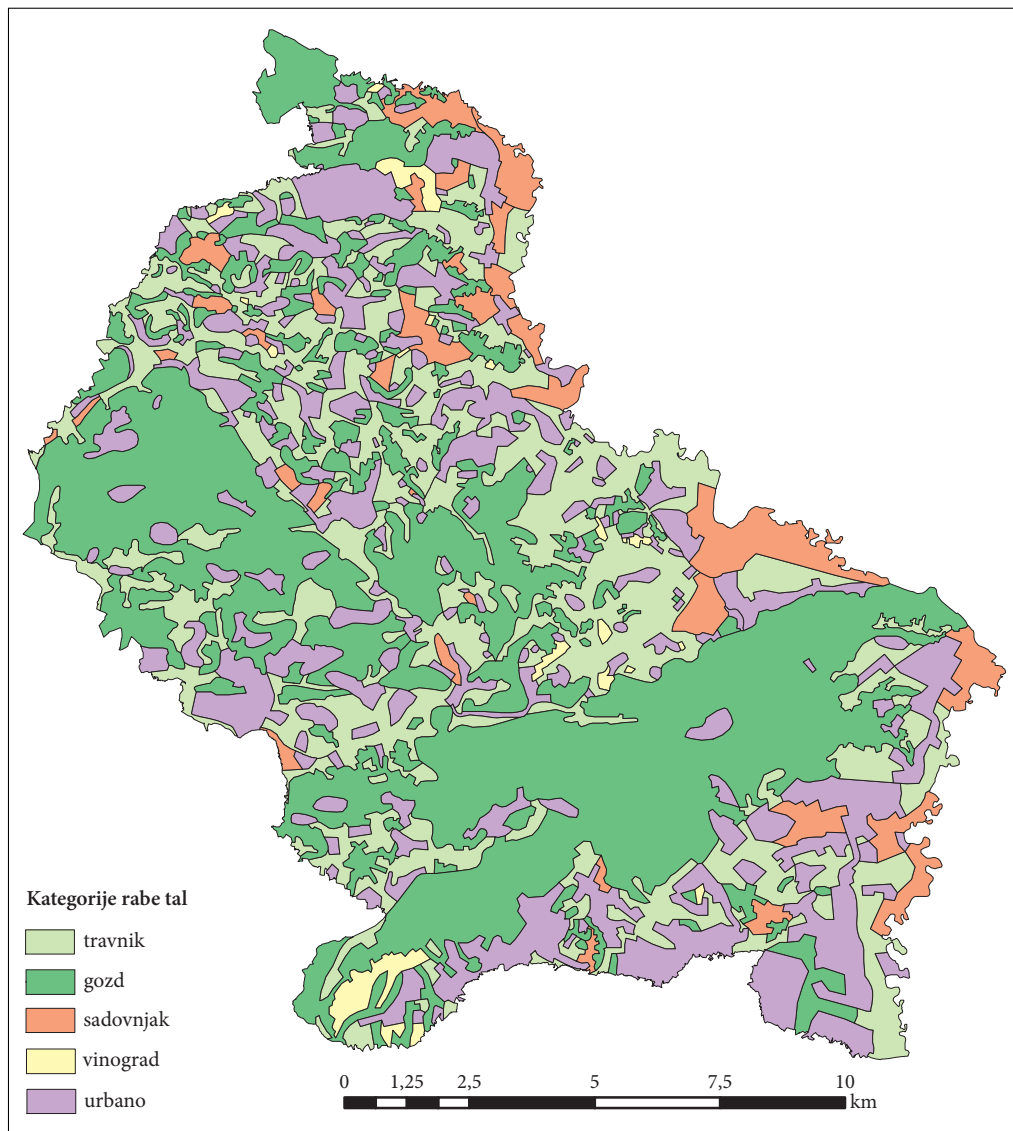 Kategorije rabe tal
travnik
gozd
sadovnjak
vinograd
urbano
0 1,25 2,5 5 7,5 10
km